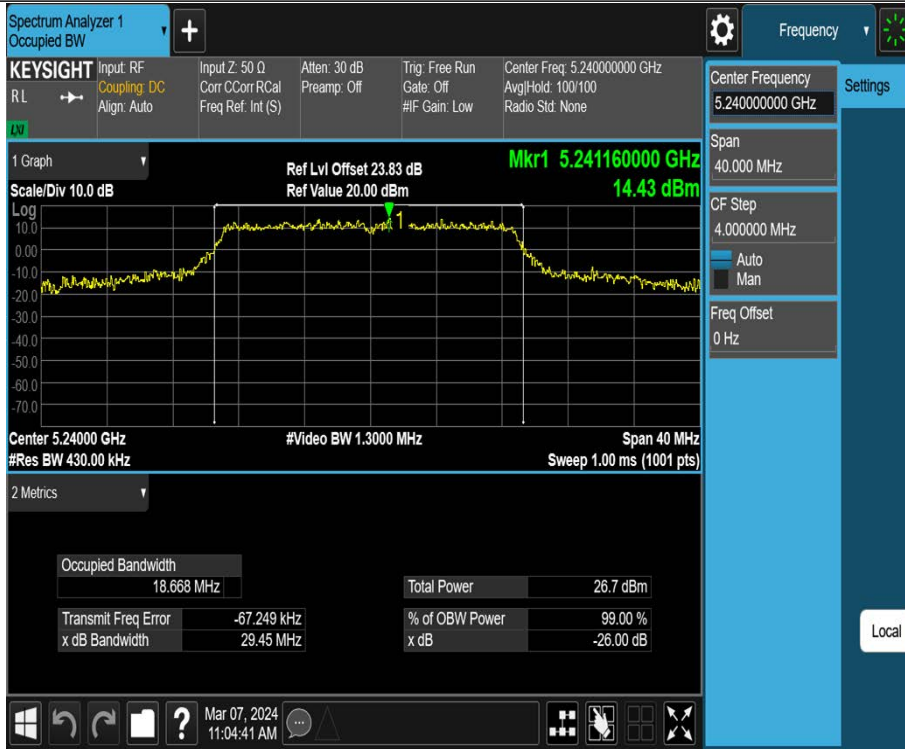 Spectrum Analyzer 1
Occupied BW
+
Frequency
KEYSIGHT
RL
LXI
Input: RF
Coupling: DC
Align: Auto
Input Z: 50 Ω
Corr CCorr RCal
Freq Ref: Int (S)
Atten: 30 dB
Preamp: Off
Trig: Free Run
Gate: Off
#IF Gain: Low
Center Freq: 5.240000000 GHz
Avg|Hold: 100/100
Radio Std: None
Center Frequency
5.240000000 GHz
Settings
Span
40.000 MHz
CF Step
4.000000 MHz
Auto
Man
Freq Offset
0 Hz
1 Graph
Scale/Div 10.0 dB
Ref Lvl Offset 23.83 dB
Ref Value 20.00 dBm
Mkr1 5.241160000 GHz
14.43 dBm
Log
10.0
0.00
-10.0
-20.0
-30.0
-40.0
-50.0
-60.0
-70.0
1
Center 5.24000 GHz
#Video BW 1.3000 MHz
Span 40 MHz
#Res BW 430.00 kHz
Sweep 1.00 ms (1001 pts)
2 Metrics
Occupied Bandwidth
18.668 MHz
Total Power 26.7 dBm
Transmit Freq Error -67.249 kHz
% of OBW Power 99.00 %
x dB Bandwidth 29.45 MHz
x dB -26.00 dB
Local
?
Mar 07, 2024
11:04:41 AM